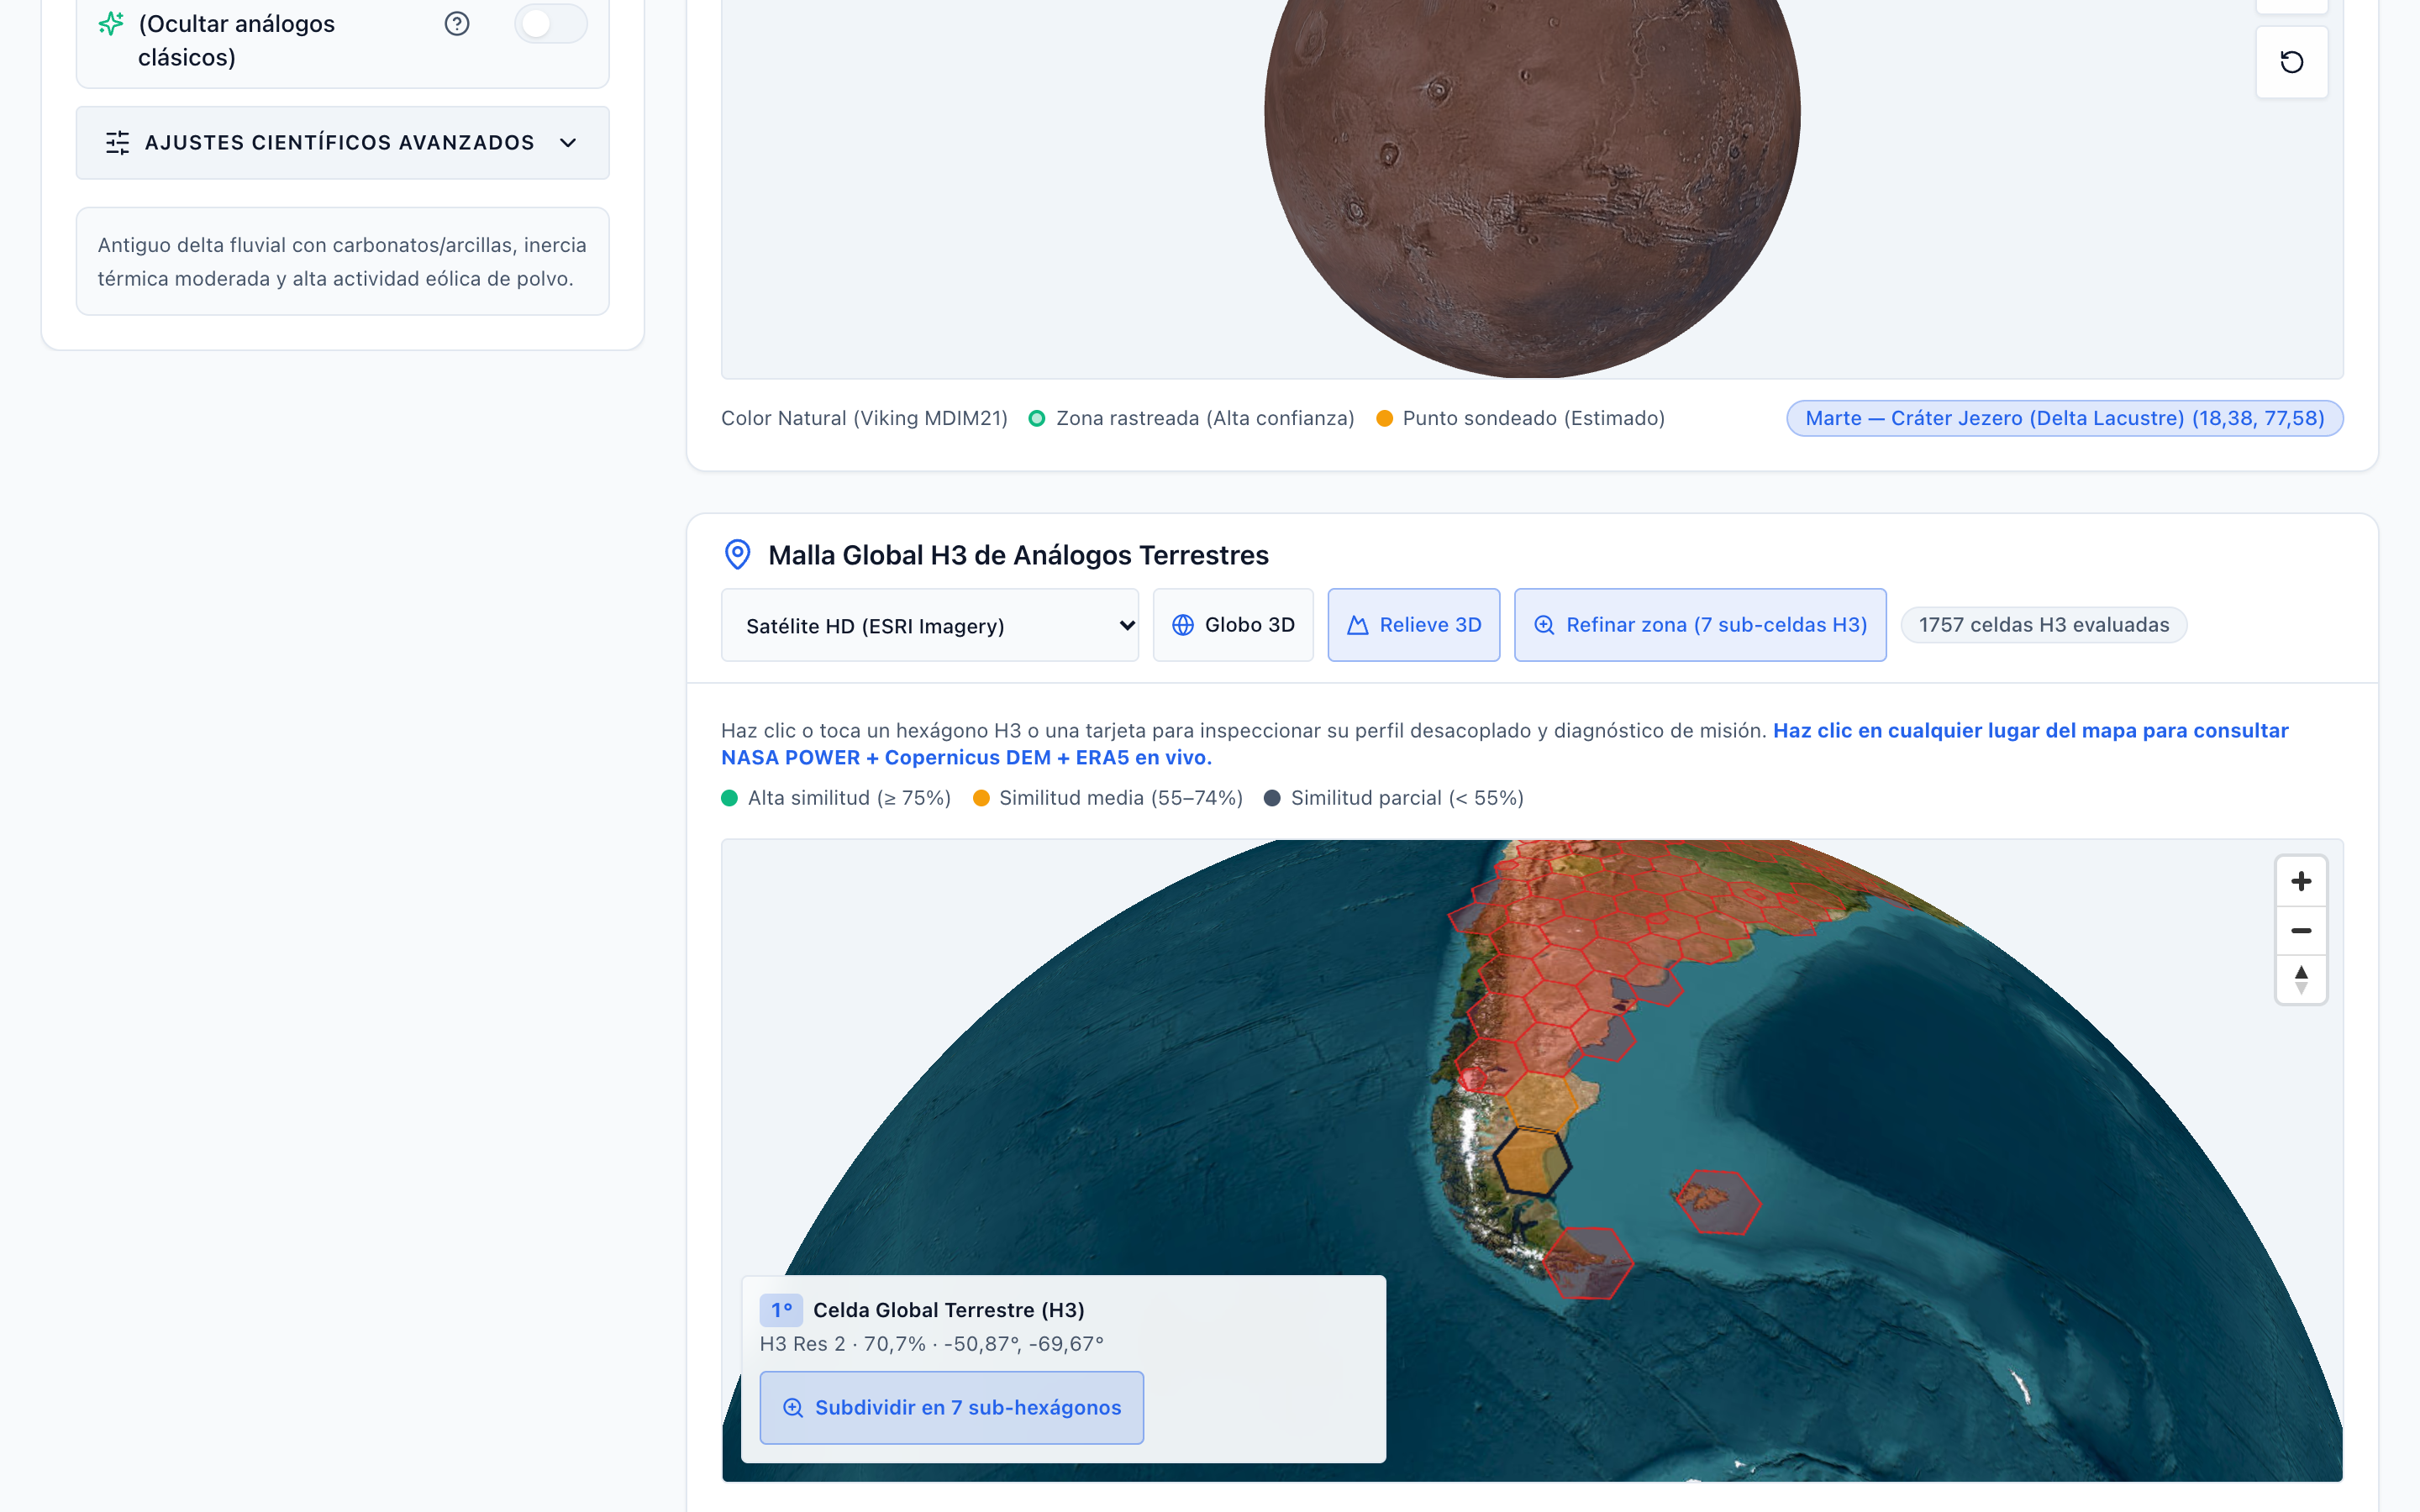 (Ocultar análogos
clásicos)
AJUSTES CIENTÍFICOS AVANZADOS
Antiguo delta fluvial con carbonatos/arcillas, inercia
térmica moderada y alta actividad eólica de polvo.
Color Natural (Viking MDIM21) Zona rastreada (Alta confianza) Punto sondeado (Estimado) Marte — Cráter Jezero (Delta Lacustre) (18,38, 77,58)
Malla Global H3 de Análogos Terrestres
Satélite HD (ESRI Imagery) Globo 3D Relieve 3D Refinar zona (7 sub-celdas H3) 1757 celdas H3 evaluadas
Haz clic o toca un hexágono H3 o una tarjeta para inspeccionar su perfil desacoplado y diagnóstico de misión. Haz clic en cualquier lugar del mapa para consultar
NASA POWER + Copernicus DEM + ERA5 en vivo.
Alta similitud (≥ 75%) Similitud media (55–74%) Similitud parcial (< 55%)
1° Celda Global Terrestre (H3)
H3 Res 2 · 70,7% · -50,87°, -69,67°
Subdividir en 7 sub-hexágonos